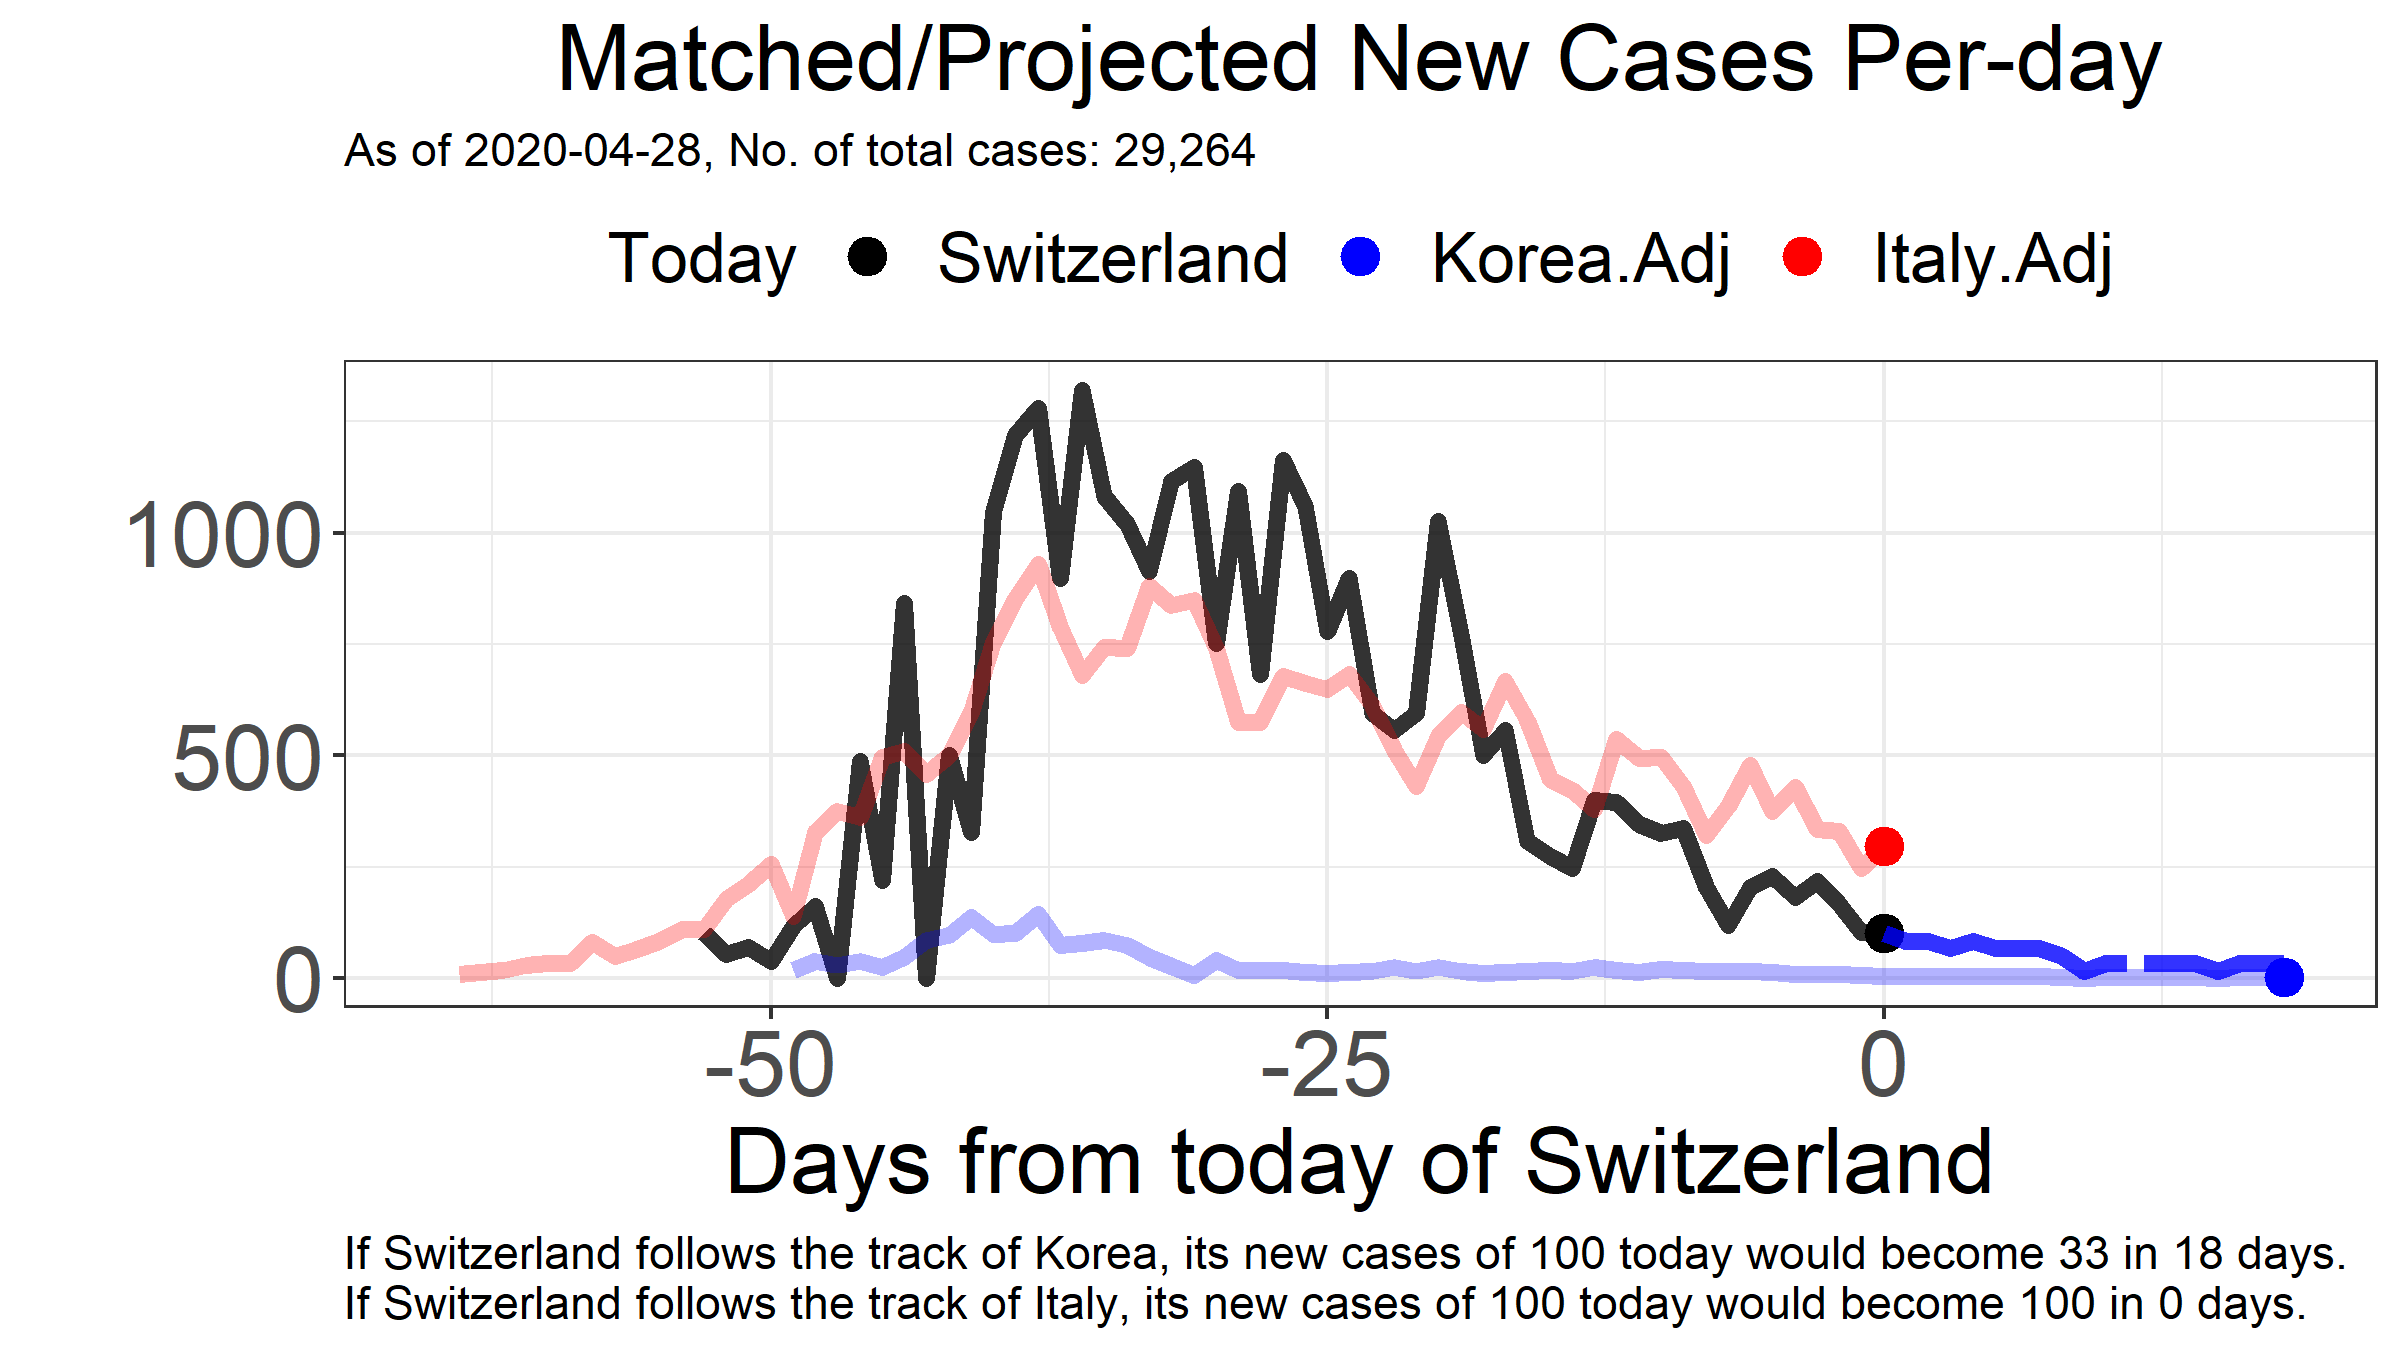 Matched/Projected New Cases Per-day
As of 2020-04-28, No. of total cases: 29,264
Today Switzerland Korea.Adj Italy.Adj
1000
500
0
-50 -25 0
Days from today of Switzerland
If Switzerland follows the track of Korea, its new cases of 100 today would become 33 in 18 days.
If Switzerland follows the track of Italy, its new cases of 100 today would become 100 in 0 days.